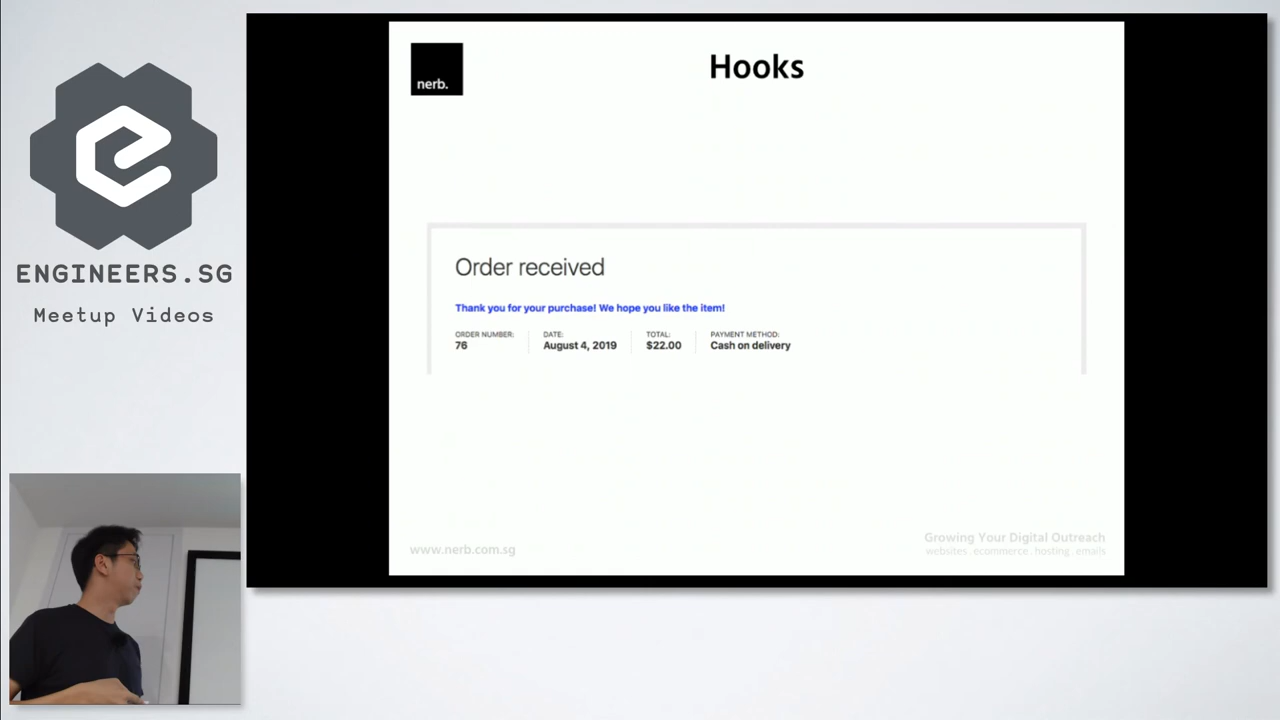 ENGINEERS.SG
Meetup Videos
nerb.
Hooks
Order received
Thank you for your purchase! We hope you like the item!
ORDER NUMBER: DATE: TOTAL: PAYMENT METHOD:
76 August 4, 2019 $22.00 Cash on delivery
www.nerb.com.sg
Growing Your Digital Outreach
websites . ecommerce . hosting . emails